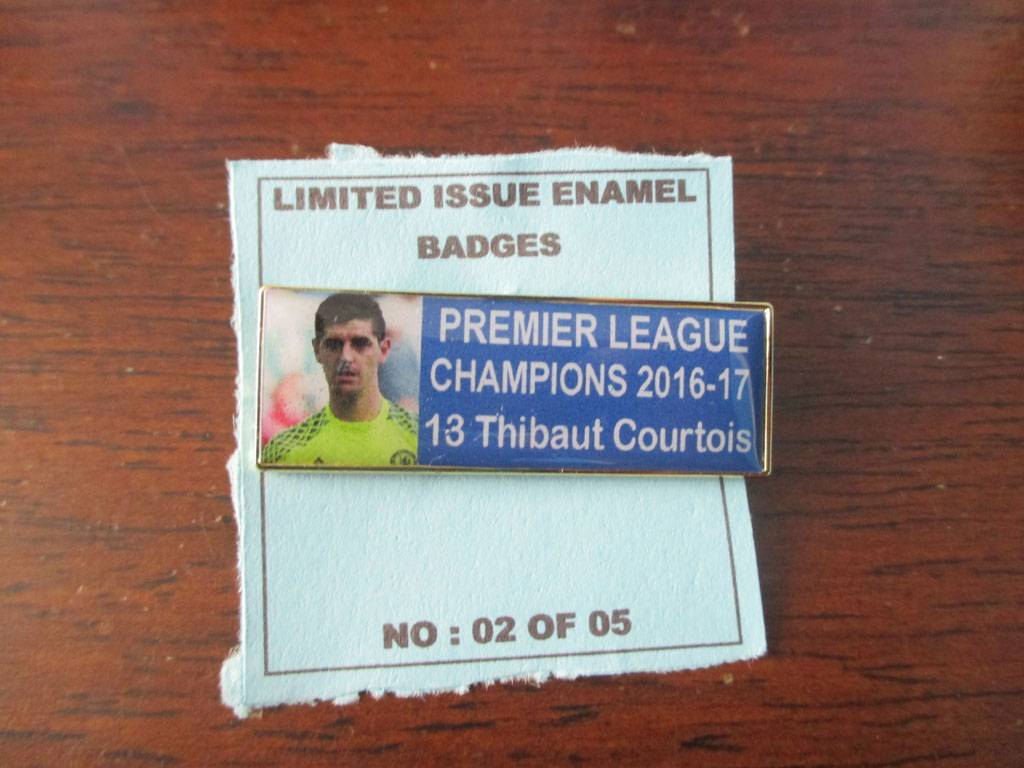 LIMITED ISSUE ENAMEL
BADGES
PREMIER LEAGUE
CHAMPIONS 2016-17
13 Thibaut Courtois
NO : 02 OF 05